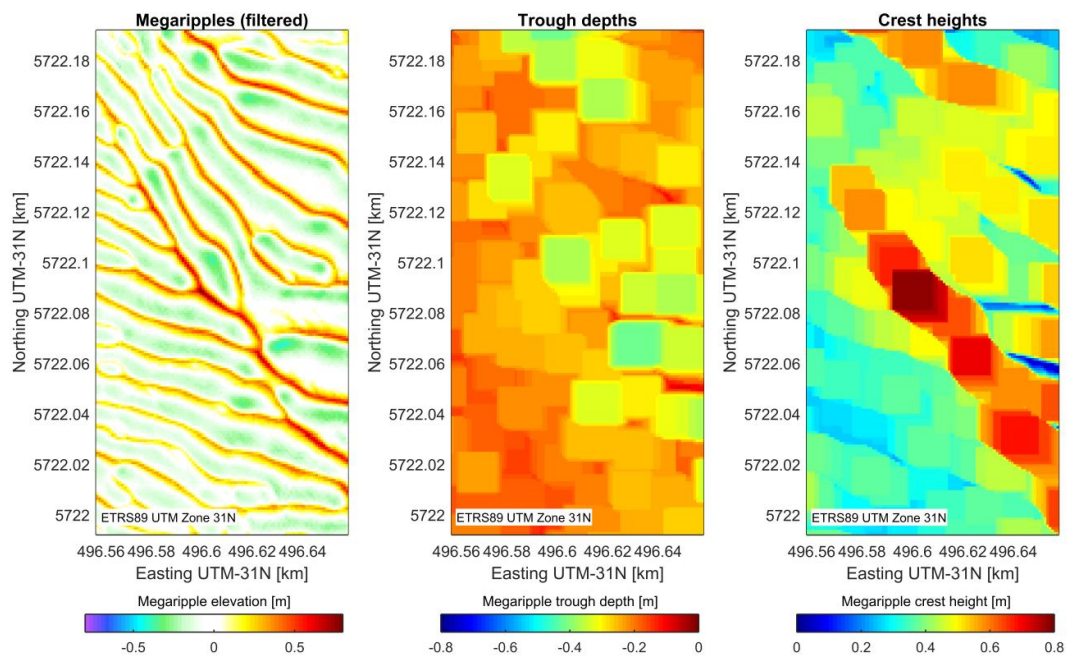 Megaripples (filtered)
Trough depths
Crest heights
Northing UTM-31N [km]
5722.18
5722.16
5722.14
5722.12
5722.1
5722.08
5722.06
5722.04
5722.02
5722
ETRS89 UTM Zone 31N
496.56 496.58 496.6 496.62 496.64
Easting UTM-31N [km]
Northing UTM-31N [km]
5722.18
5722.16
5722.14
5722.12
5722.1
5722.08
5722.06
5722.04
5722.02
5722
ETRS89 UTM Zone 31N
496.56 496.58 496.6 496.62 496.64
Easting UTM-31N [km]
Northing UTM-31N [km]
5722.18
5722.16
5722.14
5722.12
5722.1
5722.08
5722.06
5722.04
5722.02
5722
ETRS89 UTM Zone 31N
496.56 496.58 496.6 496.62 496.64
Easting UTM-31N [km]
Megaripple elevation [m]
-0.5 0 0.5
Megaripple trough depth [m]
-0.8 -0.6 -0.4 -0.2 0
Megaripple crest height [m]
0 0.2 0.4 0.6 0.8